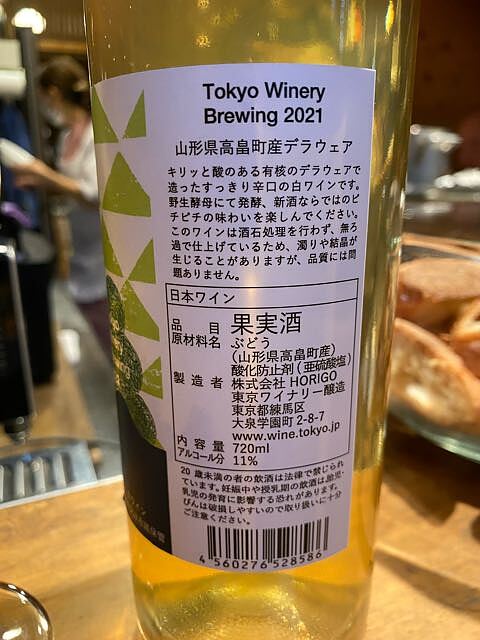 Tokyo Winery
Brewing 2021
山形県高畠町産デラウェア
キリッと酸のある有核のデラウェアで
造ったすっきり辛口の白ワインです。
野生酵母にて発酵、新酒ならではのピ
チピチの味わいを楽しんでください。
このワインは酒石処理を行わず、無ろ
過で仕上げているため、濁りや結晶が
生じることがありますが、品質には問
題ありません。
日本ワイン
品 目 果実酒
原材料名 ぶどう
(山形県高畠町産)
酸化防止剤(亜硫酸塩)
製造者 株式会社 HORIGO
東京ワイナリー醸造
東京都練馬区
大泉学園町 2-8-7
www.wine.tokyo.jp
内容量 720ml
アルコール分 11%
20 歳未満の者の飲酒は法律で禁じられ
ています。妊娠中や授乳期の飲酒は、胎児・
乳児の発育に影響する恐れがあります。
びんは破損しやすいので取り扱いに十分
ご注意ください。
4 560276 528586
ワイン